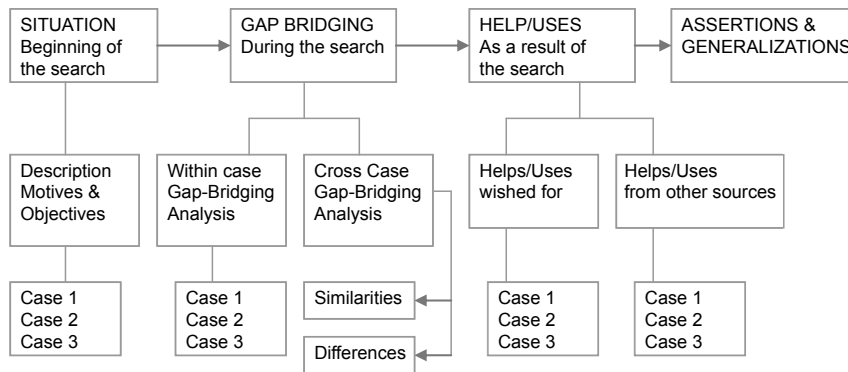 SITUATION
Beginning of
the search
GAP BRIDGING
During the search
HELP/USES
As a result of
the search
ASSERTIONS &
GENERALIZATIONS
Description
Motives &
Objectives
Within case
Gap-Bridging
Analysis
Cross Case
Gap-Bridging
Analysis
Helps/Uses
wished for
Helps/Uses
from other sources
Case 1
Case 2
Case 3
Case 1
Case 2
Case 3
Similarities
Differences
Case 1
Case 2
Case 3
Case 1
Case 2
Case 3